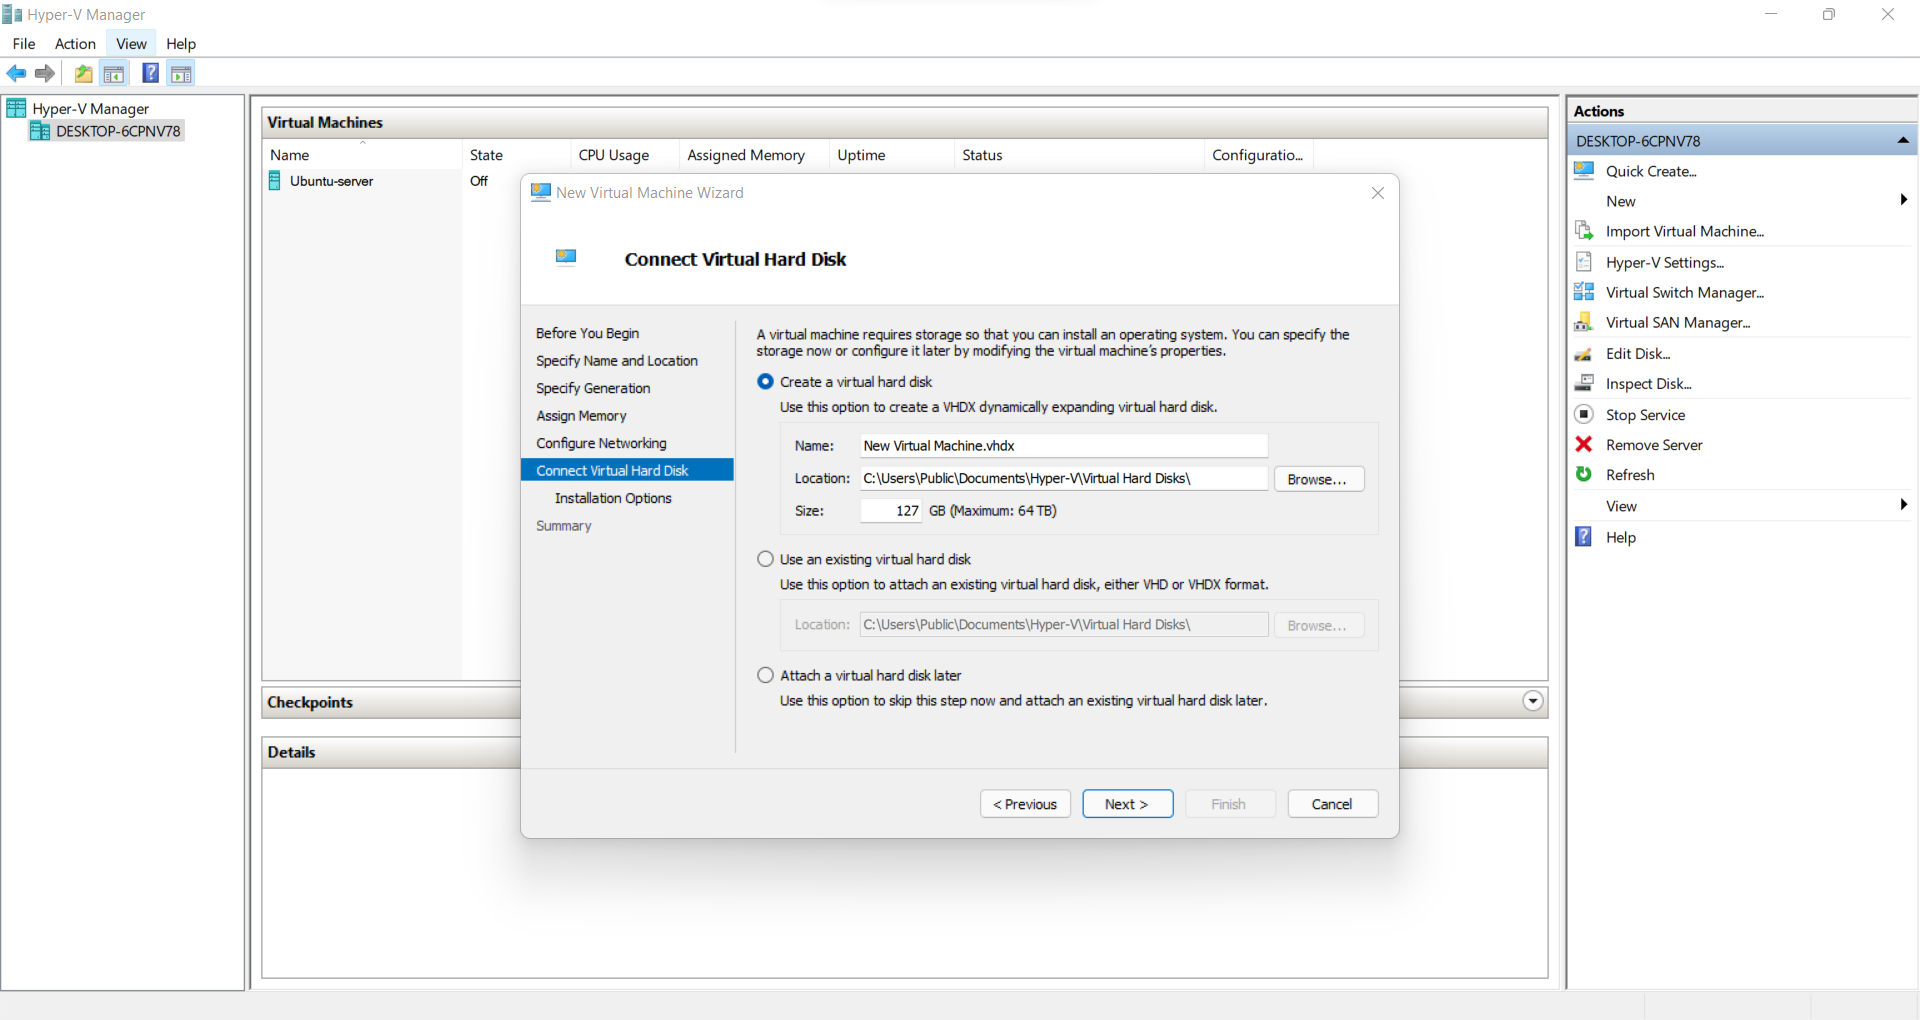 Hyper-V Manager
File Action View Help
Hyper-V Manager
DESKTOP-6CPNV78
Virtual Machines
Name State CPU Usage Assigned Memory Uptime Status Configuratio...
Ubuntu-server Off
New Virtual Machine Wizard
Connect Virtual Hard Disk
Before You Begin
Specify Name and Location
Specify Generation
Assign Memory
Configure Networking
Connect Virtual Hard Disk
Installation Options
Summary
A virtual machine requires storage so that you can install an operating system. You can specify the
storage now or configure it later by modifying the virtual machine's properties.
Create a virtual hard disk
Use this option to create a VHDX dynamically expanding virtual hard disk.
Name: New Virtual Machine.vhdx
Location: C:\Users\Public\Documents\Hyper-V\Virtual Hard Disks\ Browse...
Size: 127 GB (Maximum: 64 TB)
Use an existing virtual hard disk
Use this option to attach an existing virtual hard disk, either VHD or VHDX format.
Location: C:\Users\Public\Documents\Hyper-V\Virtual Hard Disks\ Browse...
Attach a virtual hard disk later
Use this option to skip this step now and attach an existing virtual hard disk later.
< Previous Next > Finish Cancel
Checkpoints
Details
Actions
DESKTOP-6CPNV78
Quick Create...
New
Import Virtual Machine...
Hyper-V Settings...
Virtual Switch Manager...
Virtual SAN Manager...
Edit Disk...
Inspect Disk...
Stop Service
Remove Server
Refresh
View
Help